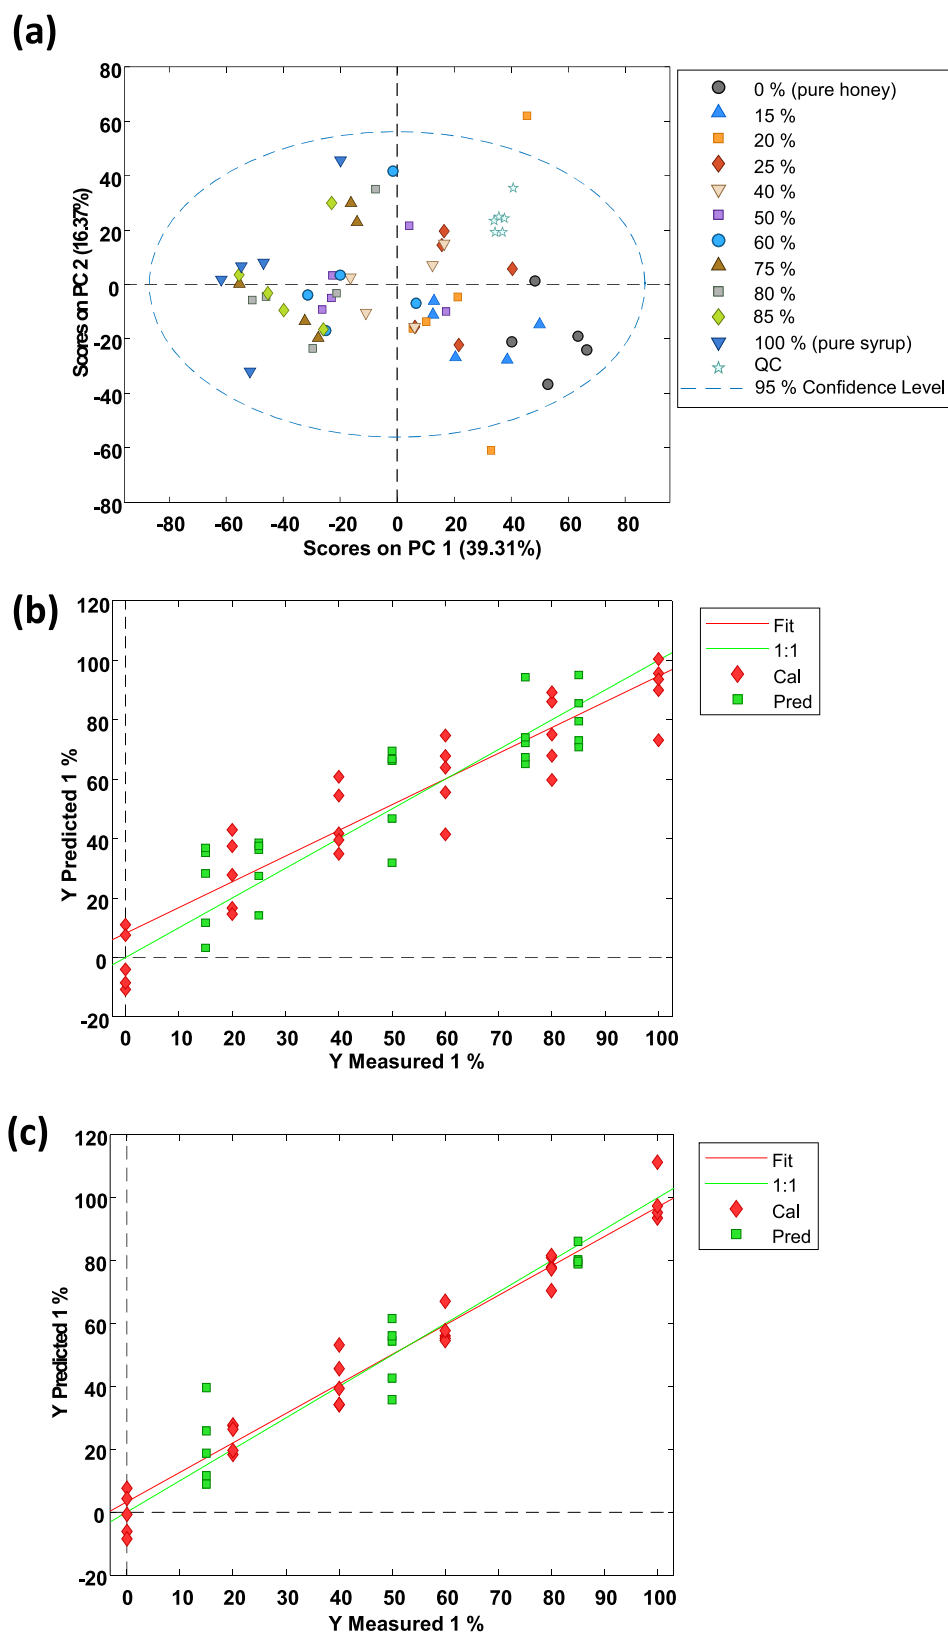 (a)
80
60
40
20
0
-20
-40
-60
-80
Scores on PC 2 (16.37%)
-80 -60 -40 -20 0 20 40 60 80
Scores on PC 1 (39.31%)
0 % (pure honey)
15 %
20 %
25 %
40 %
50 %
60 %
75 %
80 %
85 %
100 % (pure syrup)
QC
95 % Confidence Level
(b)
120
100
80
60
40
20
0
-20
Y Predicted 1 %
0 10 20 30 40 50 60 70 80 90 100
Y Measured 1 %
Fit
1:1
Cal
Pred
(c)
120
100
80
60
40
20
0
-20
Y Predicted 1 %
0 10 20 30 40 50 60 70 80 90 100
Y Measured 1 %
Fit
1:1
Cal
Pred